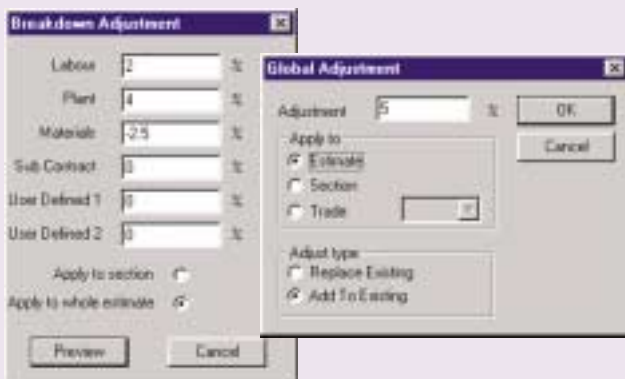 Breakdown Adjustment
Labour 2 %
Plant 4 %
Materials -2.5 %
Sub Contract 0 %
User Defined 1 0 %
User Defined 2 0 %
Apply to section
Apply to whole estimate
Preview Cancel
Global Adjustment
Adjustment 5 % OK
Cancel
Apply to
Estimate
Section
Trade
Adjust type
Replace Existing
Add To Existing